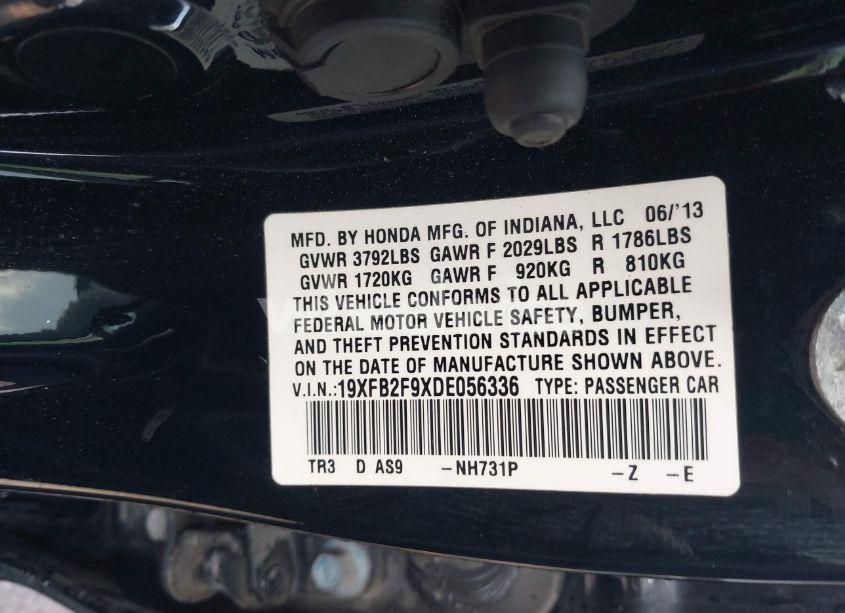 MFD. BY HONDA MFG. OF INDIANA, LLC 06/'13
GVWR 3792LBS GAWR F 2029LBS R 1786LBS
GVWR 1720KG GAWR F 920KG R 810KG
THIS VEHICLE CONFORMS TO ALL APPLICABLE
FEDERAL MOTOR VEHICLE SAFETY, BUMPER,
AND THEFT PREVENTION STANDARDS IN EFFECT
ON THE DATE OF MANUFACTURE SHOWN ABOVE.
V.I.N.:19XFB2F9XDE056336 TYPE: PASSENGER CAR
TR3 D AS9 -NH731P -Z -E